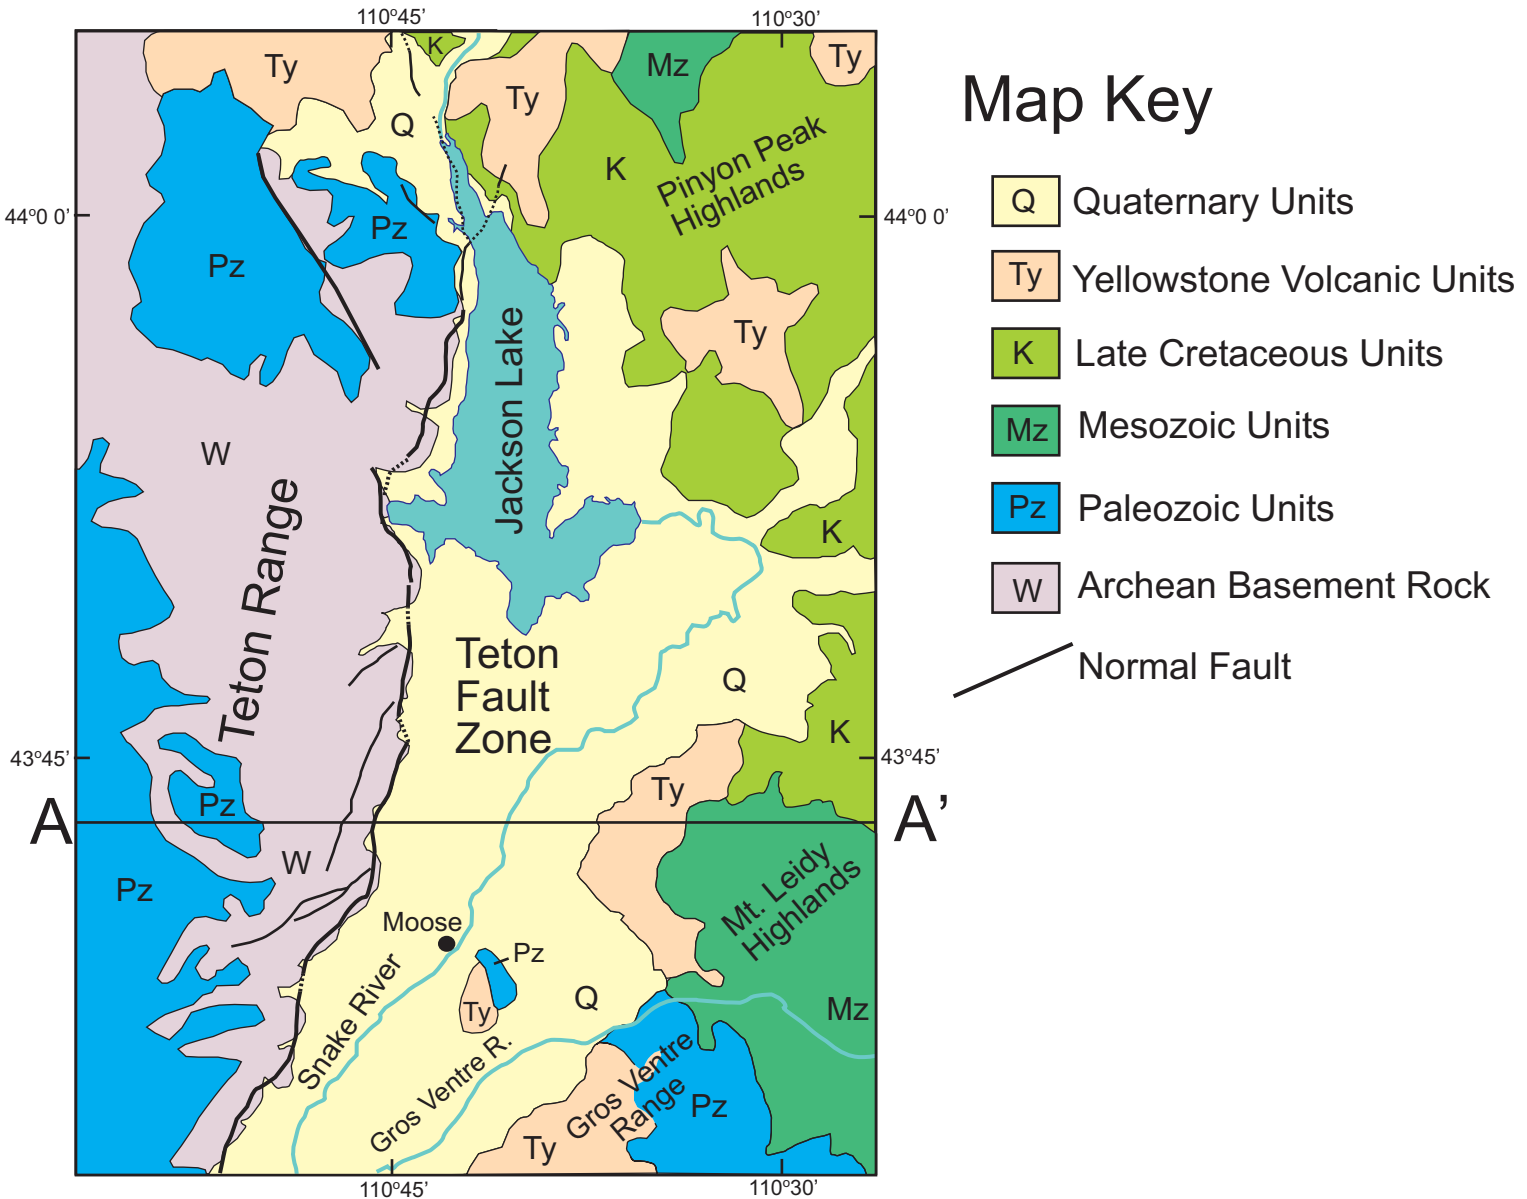 110°45’
110°30’
K
Ty
Mz
Ty
Ty
Q
K
Pinyon Peak
Highlands
44°0 0’
44°0 0’
Pz
Pz
Ty
Jackson Lake
W
Teton Range
K
Teton
Fault
Zone
Q
K
43°45’
43°45’
Ty
Pz
A
A’
W
Pz
Mt. Leidy
Highlands
Moose
Pz
Snake River
Q
Ty
Mz
Gros Ventre R.
Gros Ventre
Range
Pz
Ty
110°45’
110°30’
Map Key
Q Quaternary Units
Ty Yellowstone Volcanic Units
K Late Cretaceous Units
Mz Mesozoic Units
Pz Paleozoic Units
W Archean Basement Rock
Normal Fault